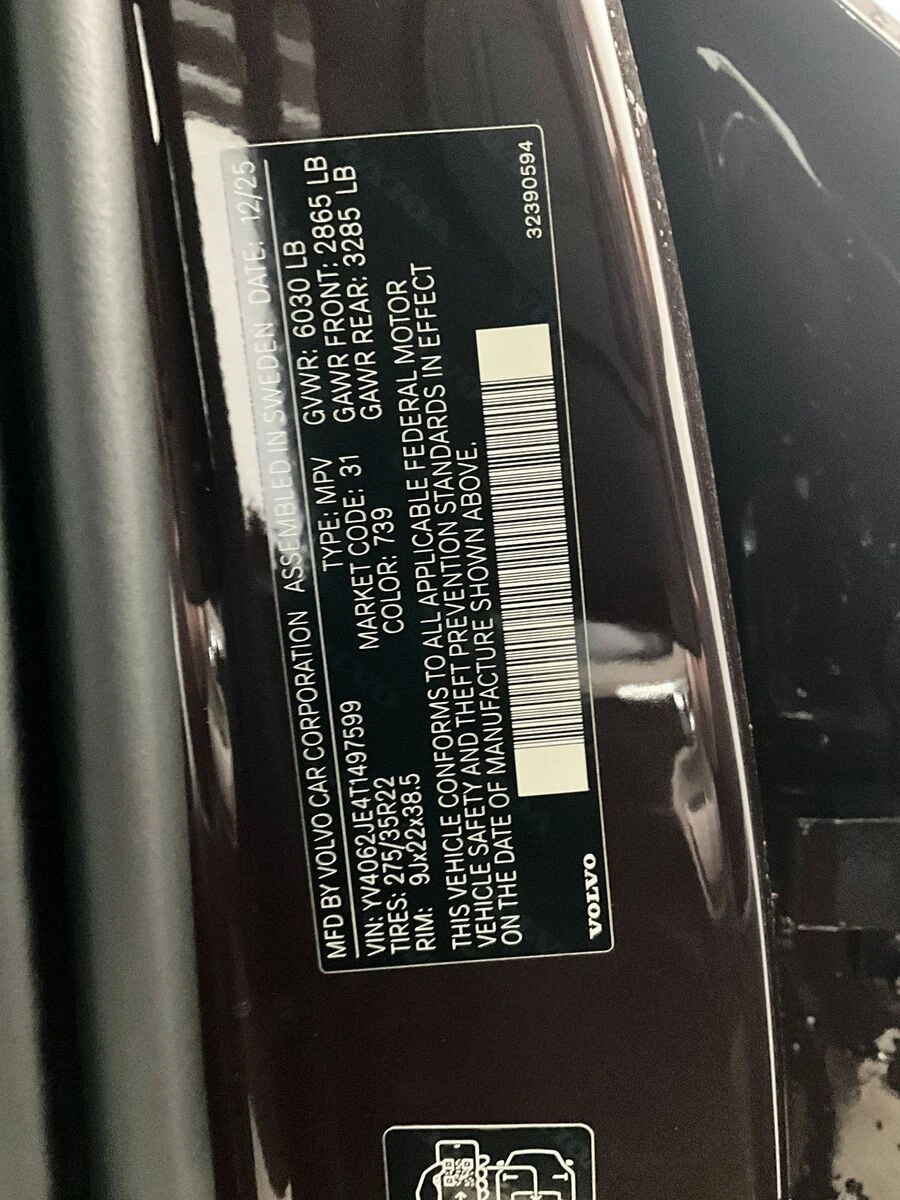 MFD BY VOLVO CAR CORPORATION ASSEMBLED IN SWEDEN DATE: 12/25
VIN: YV4062JE4T1497599 TYPE: MPV GVWR: 6030 LB
TIRES: 275/35R22 MARKET CODE: 31 GAWR FRONT: 2865 LB
RIM: 9Jx22x38.5 COLOR: 739 GAWR REAR: 3285 LB
THIS VEHICLE CONFORMS TO ALL APPLICABLE FEDERAL MOTOR
VEHICLE SAFETY AND THEFT PREVENTION STANDARDS IN EFFECT
ON THE DATE OF MANUFACTURE SHOWN ABOVE.
VOLVO
32390594